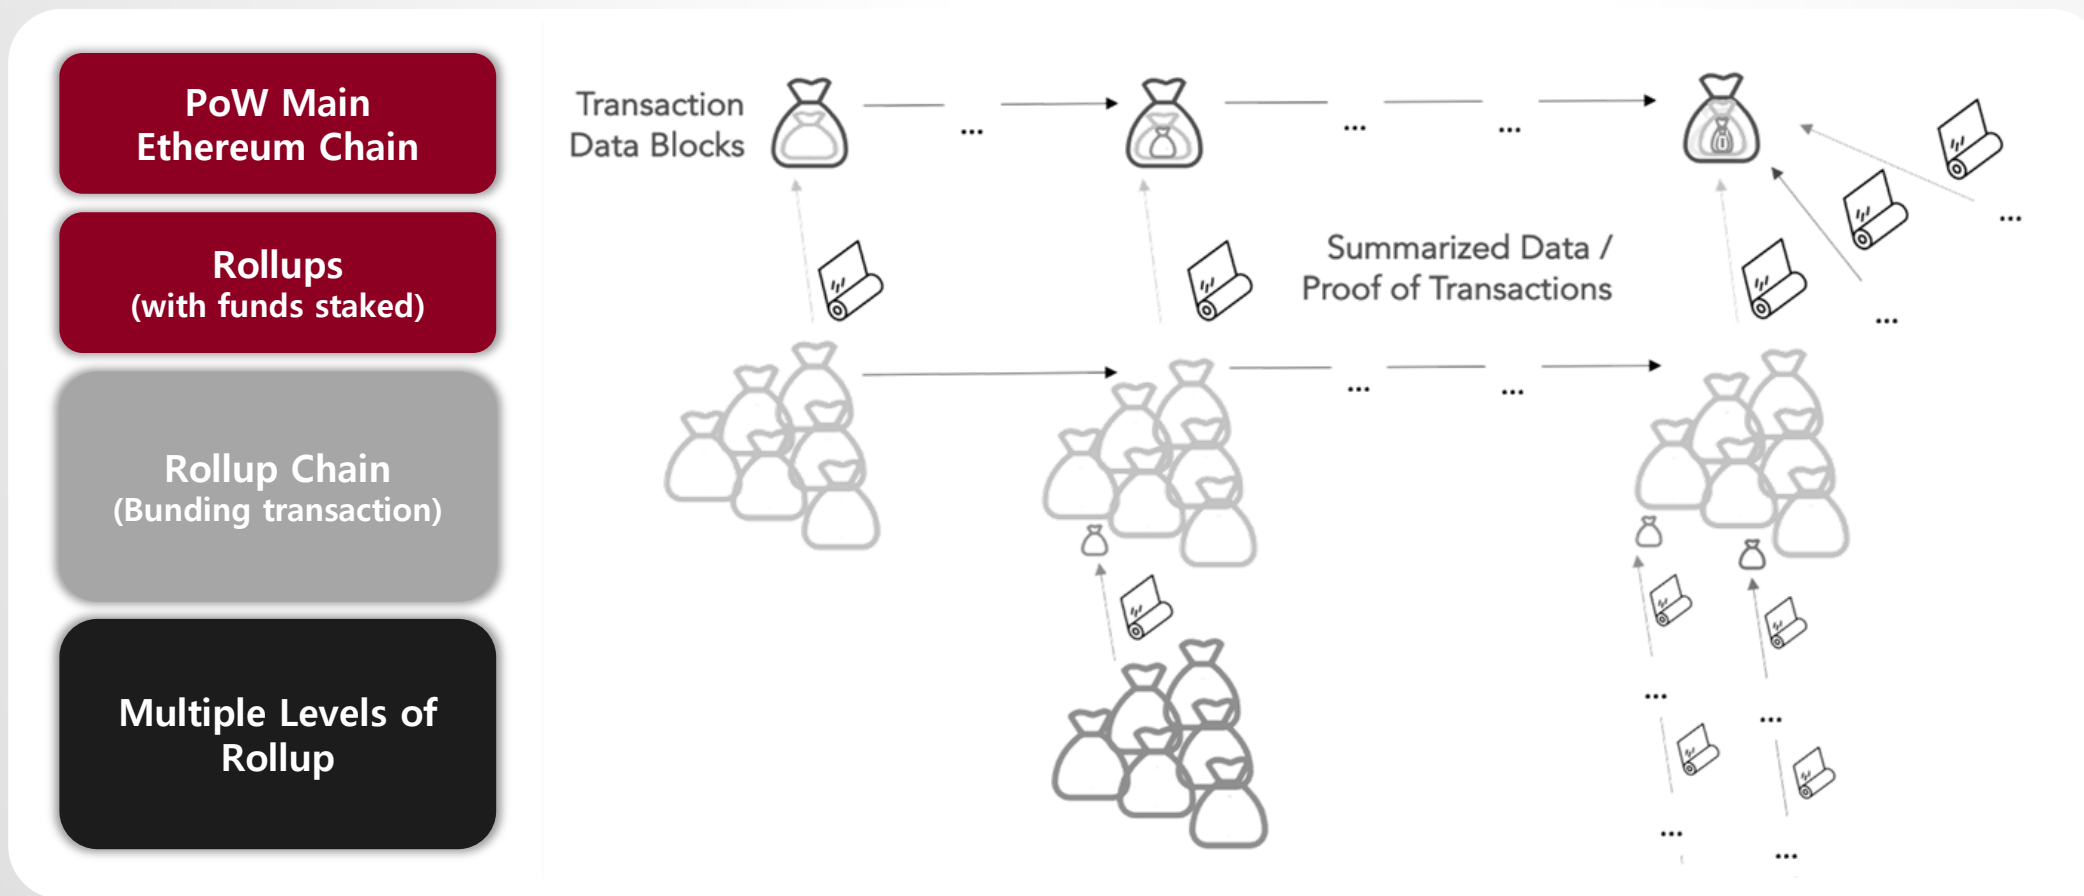 PoW Main
Ethereum Chain
Rollups
(with funds staked)
Rollup Chain
(Bunding transaction)
Multiple Levels of
Rollup
Transaction
Data Blocks
...
...
...
Summarized Data /
Proof of Transactions
...
...
...
...
...
...
...
...